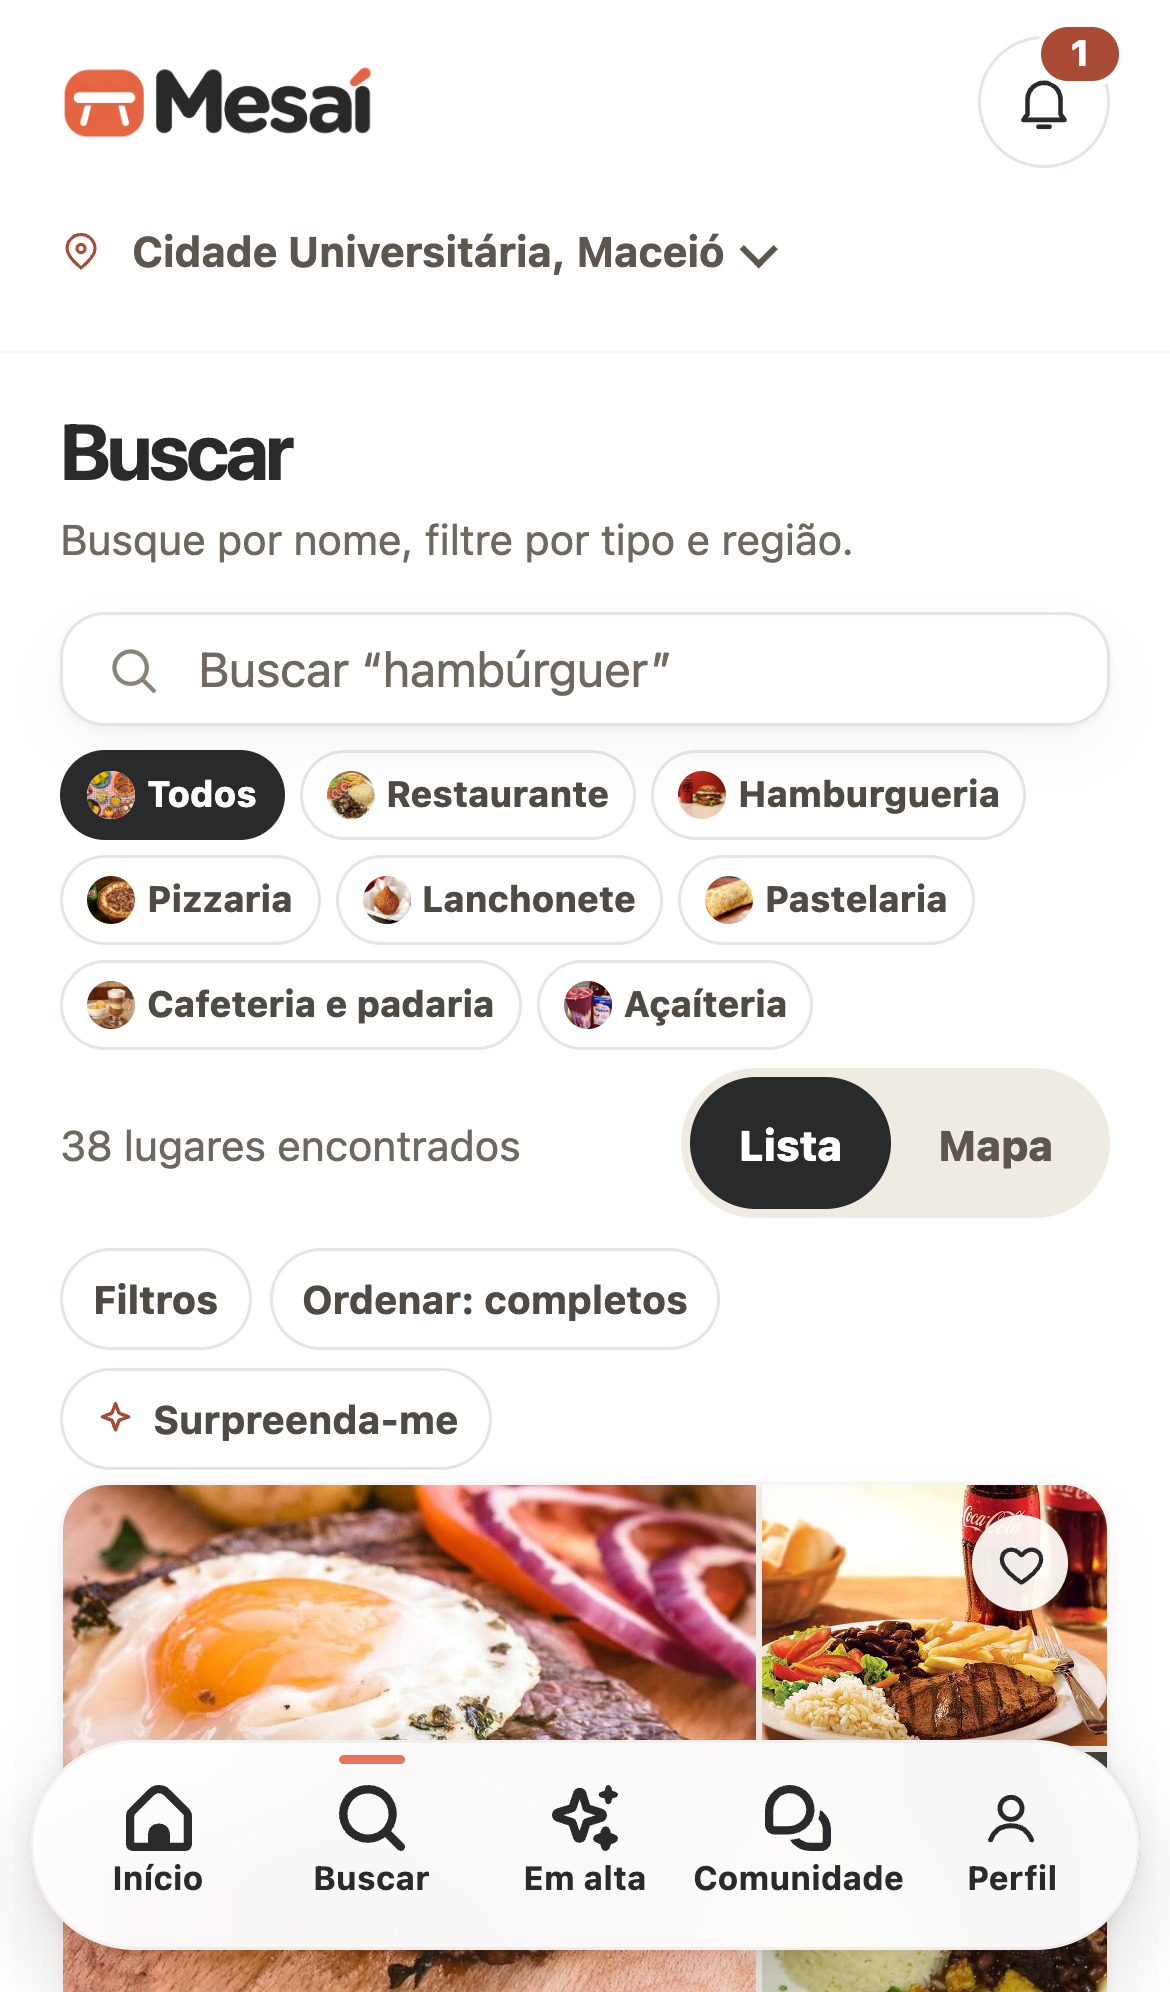 Mesaí
1
Cidade Universitária, Maceió
Buscar
Busque por nome, filtre por tipo e região.
Buscar “hambúrguer”
Todos
Restaurante
Hamburgueria
Pizzaria
Lanchonete
Pastelaria
Cafeteria e padaria
Açaíteria
38 lugares encontrados
Lista
Mapa
Filtros
Ordenar: completos
Surpreenda-me
Coca-Cola
Início
Buscar
Em alta
Comunidade
Perfil